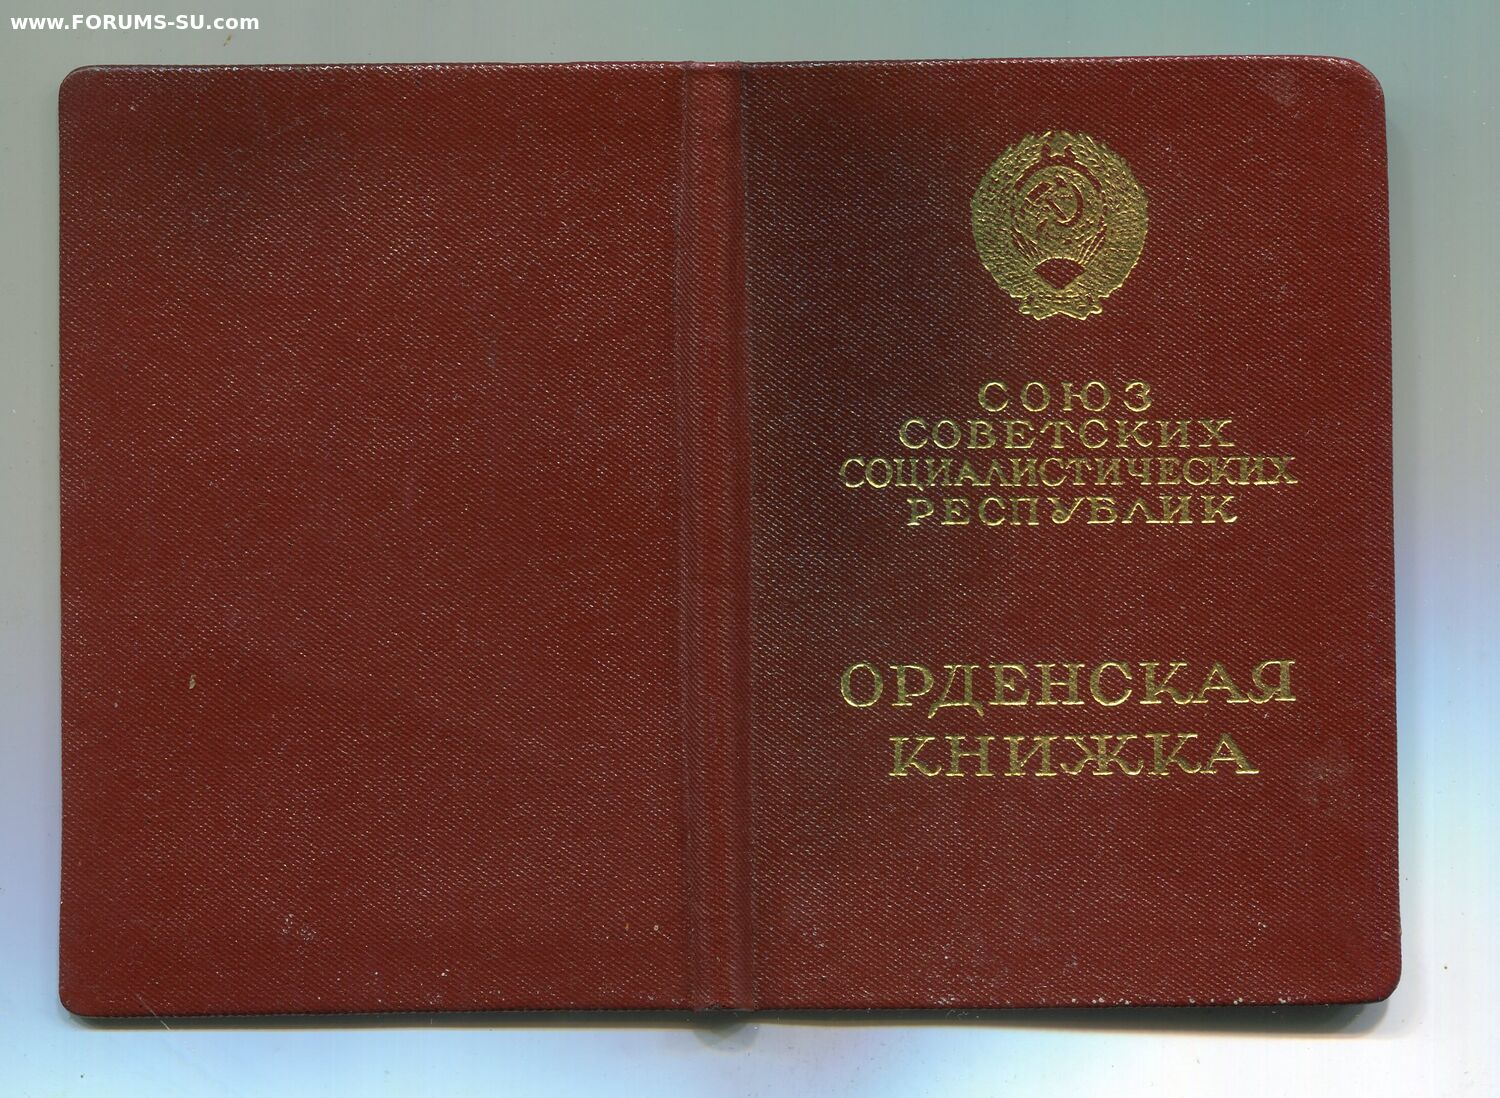 www.FORUMS-SU.com
СОЮЗ
СОВЕТСКИХ
СОЦИАЛИСТИЧЕСКИХ
РЕСПУБЛИК
ОРДЕНСКАЯ
КНИЖКА